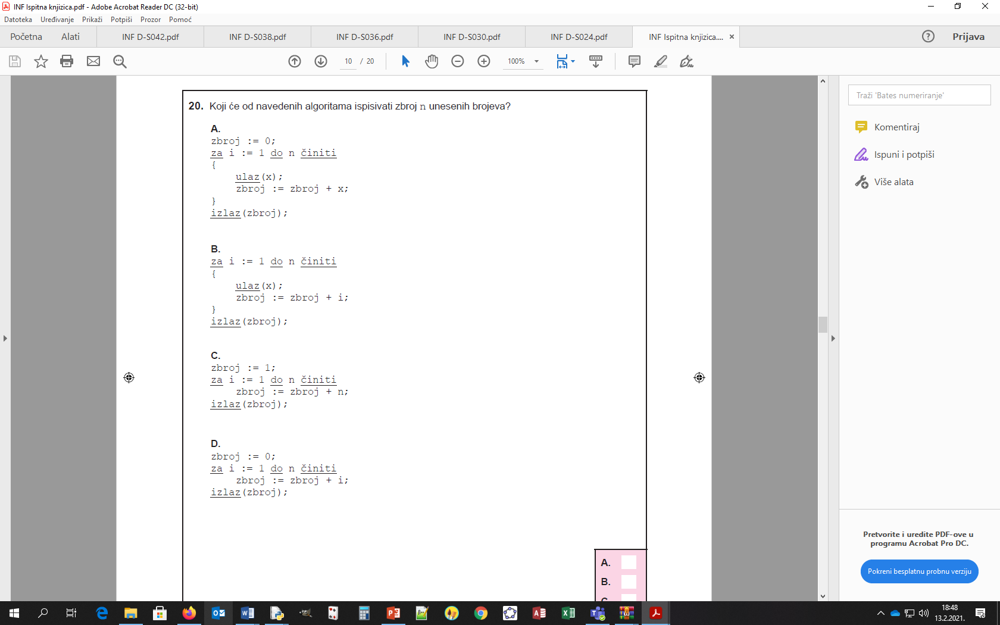 INF Ispitna knjizica.pdf - Adobe Acrobat Reader DC (32-bit)
Datoteka Uređivanje Prikaži Potpiši Prozor Pomoć
Početna Alati INF D-S042.pdf INF D-S038.pdf INF D-S036.pdf INF D-S030.pdf INF D-S024.pdf INF Ispitna knjizica.... × ? Prijava
10 / 20 100%
Traži 'Bates numeriranje'
Komentiraj
Ispuni i potpiši
Više alata
20. Koji će od navedenih algoritama ispisivati zbroj n unesenih brojeva?
A.
zbroj := 0;
za i := 1 do n činiti
{
ulaz(x);
zbroj := zbroj + x;
}
izlaz(zbroj);
B.
za i := 1 do n činiti
{
ulaz(x);
zbroj := zbroj + i;
}
izlaz(zbroj);
C.
zbroj := 1;
za i := 1 do n činiti
zbroj := zbroj + n;
izlaz(zbroj);
D.
zbroj := 0;
za i := 1 do n činiti
zbroj := zbroj + i;
izlaz(zbroj);
A.
B.
C.
Pretvorite i uredite PDF-ove u
programu Acrobat Pro DC.
Pokreni besplatnu probnu verziju
18:48
13.2.2021.